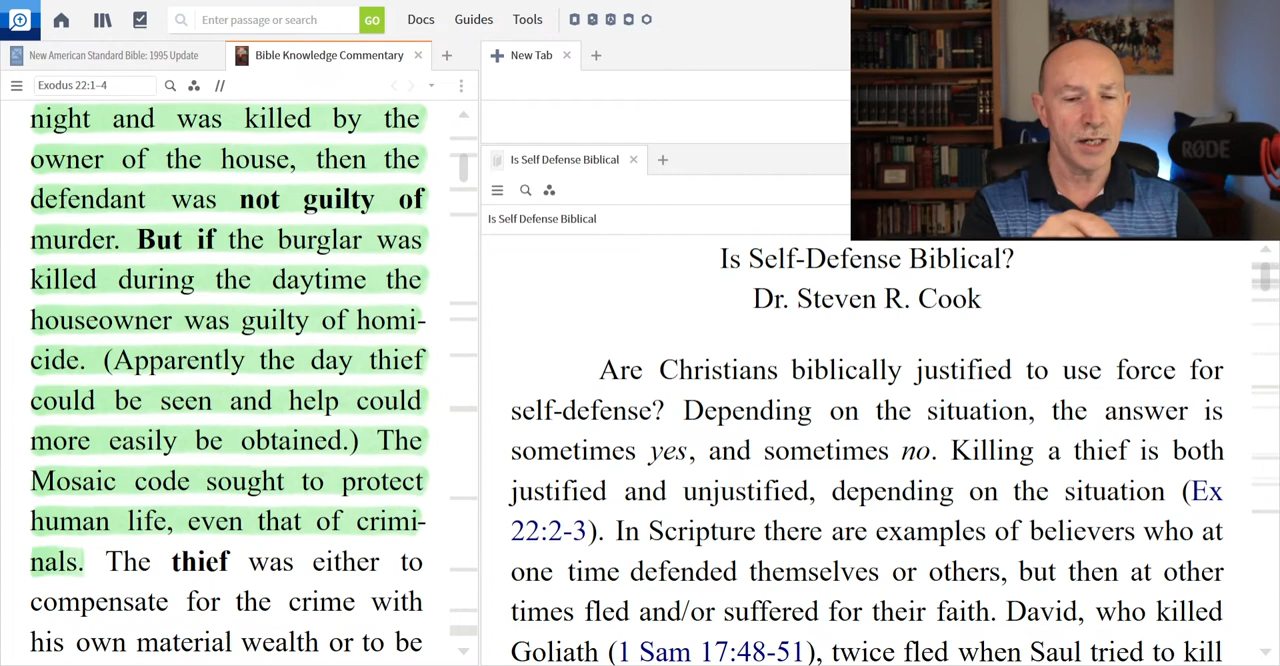 Enter passage or search
GO
Docs
Guides
Tools
New American Standard Bible: 1995 Update
Bible Knowledge Commentary
New Tab
Exodus 22:1–4
night and was killed by the
owner of the house, then the
defendant was not guilty of
murder. But if the burglar was
killed during the daytime the
houseowner was guilty of homi-
cide. (Apparently the day thief
could be seen and help could
more easily be obtained.) The
Mosaic code sought to protect
human life, even that of crimi-
nals. The thief was either to
compensate for the crime with
his own material wealth or to be
Is Self Defense Biblical
Is Self Defense Biblical
Is Self-Defense Biblical?
Dr. Steven R. Cook
Are Christians biblically justified to use force for
self-defense? Depending on the situation, the answer is
sometimes yes, and sometimes no. Killing a thief is both
justified and unjustified, depending on the situation (Ex
22:2-3). In Scripture there are examples of believers who at
one time defended themselves or others, but then at other
times fled and/or suffered for their faith. David, who killed
Goliath (1 Sam 17:48-51), twice fled when Saul tried to kill
RØDE